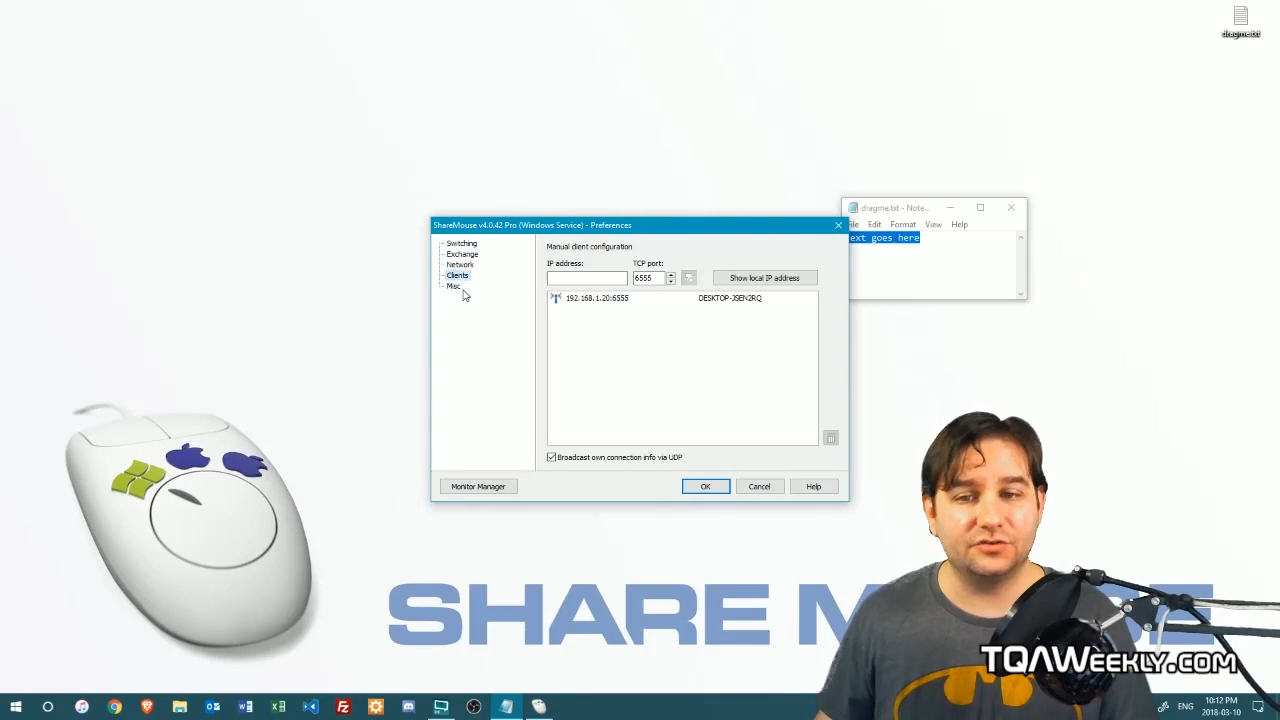 dragme.txt
dragme.txt - Note...
File Edit Format View Help
ext goes here
ShareMouse v4.0.42 Pro (Windows Service) - Preferences
Switching
Exchange
Network
Clients
Misc
Manual client configuration
IP address: TCP port:
6555 Show local IP address
192.168.1.20:6555 DESKTOP-JSEN2RQ
Broadcast own connection info via UDP
Monitor Manager OK Cancel Help
SHARE M SE
TQAWeekly.com
ENG
10:12 PM
2018-03-10